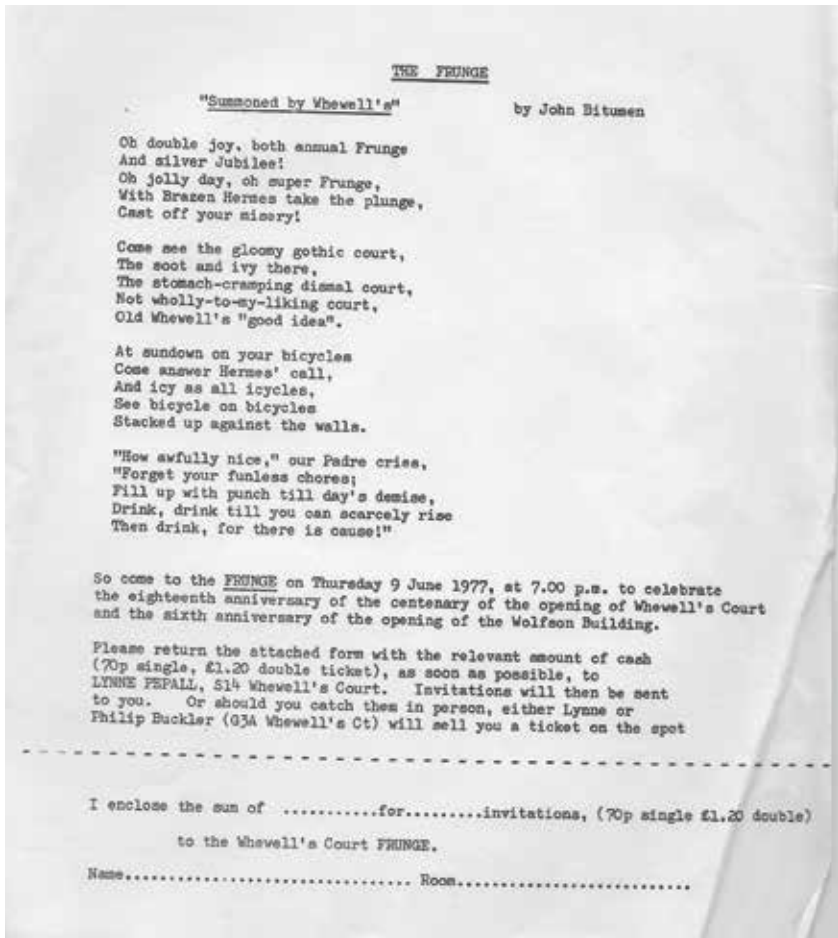 THE FRUNGE
"Summoned by Whewell's" by John Bitumen
Oh double joy, both annual Frunge
And silver Jubilee!
Oh jolly day, oh super Frunge,
With Brazen Hermes take the plunge,
Cast off your misery!
Come see the gloomy gothic court,
The soot and ivy there,
The stomach-cramping dismal court,
Not wholly-to-my-liking court,
Old Whewell's "good idea".
At sundown on your bicycles
Come answer Hermes' call,
And icy as all icycles,
See bicycle on bicycles
Stacked up against the walls.
"How awfully nice," our Padre cries,
"Forget your funless chores;
Fill up with punch till day's demise,
Drink, drink till you can scarcely rise
Then drink, for there is cause!"
So come to the FRUNGE on Thursday 9 June 1977, at 7.00 p.m. to celebrate
the eighteenth anniversary of the centenary of the opening of Whewell's Court
and the sixth anniversary of the opening of the Wolfson Building.
Please return the attached form with the relevant amount of cash
(70p single, £1.20 double ticket), as soon as possible, to
LYNNE PEPALL, S14 Whewell's Court. Invitations will then be sent
to you. Or should you catch them in person, either Lynne or
Philip Buckler (G3A Whewell's Ct) will sell you a ticket on the spot
I enclose the sum of ...........for.........invitations, (70p single £1.20 double)
to the Whewell's Court FRUNGE.
Name................................. Room...........................